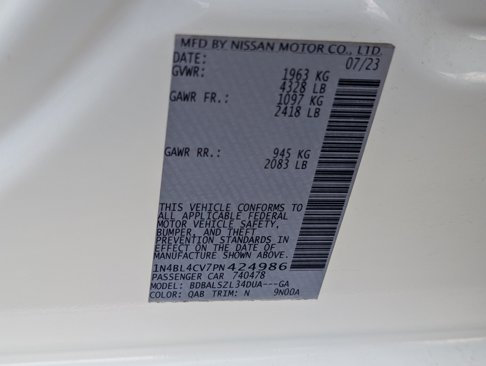 MFD BY NISSAN MOTOR CO., LTD.
DATE: 07/23
GVWR: 1963 KG
4328 LB
GAWR FR.: 1097 KG
2418 LB
GAWR RR.: 945 KG
2083 LB
THIS VEHICLE CONFORMS TO
ALL APPLICABLE FEDERAL
MOTOR VEHICLE SAFETY,
BUMPER, AND THEFT
PREVENTION STANDARDS IN
EFFECT ON THE DATE OF
MANUFACTURE SHOWN ABOVE.
1N4BL4CV7PN424986
PASSENGER CAR 740478
MODEL: BDBALSZL34DUA---GA
COLOR: QAB TRIM: N 9N00A